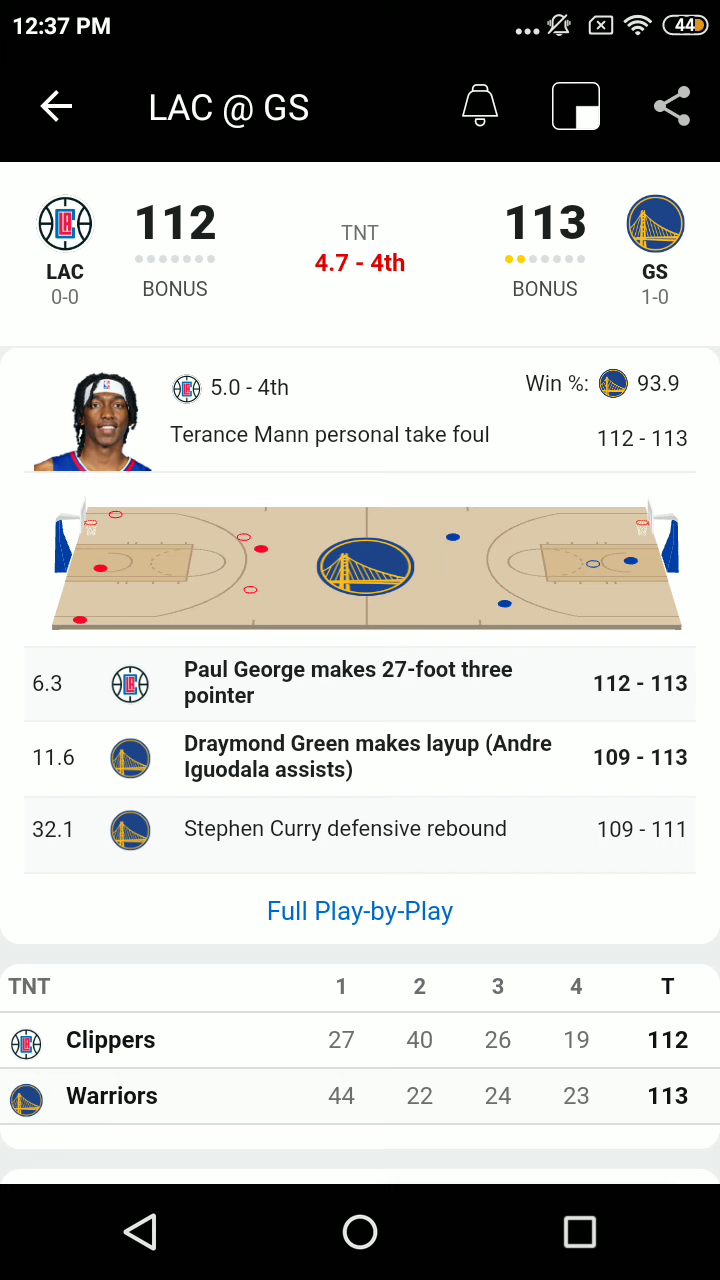 12:37 PM
44
LAC @ GS
112
TNT
113
4.7 - 4th
LAC
0-0
BONUS
BONUS
GS
1-0
5.0 - 4th
Win %:
93.9
Terance Mann personal take foul
112 - 113
6.3
Paul George makes 27-foot three
pointer
112 - 113
11.6
Draymond Green makes layup (Andre
Iguodala assists)
109 - 113
32.1
Stephen Curry defensive rebound
109 - 111
Full Play-by-Play
TNT 1 2 3 4 T
Clippers 27 40 26 19 112
Warriors 44 22 24 23 113